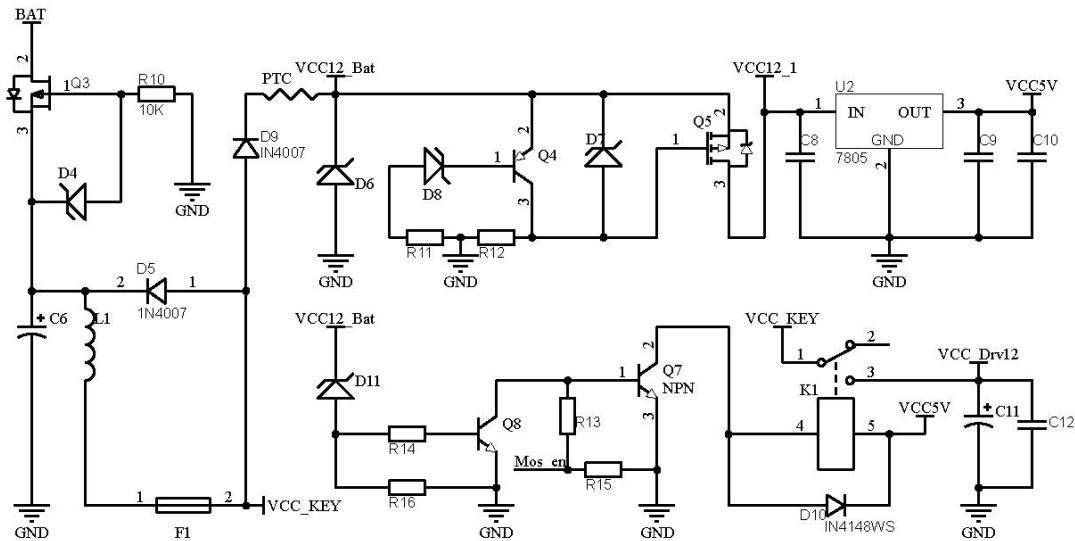 BAT
2
1
Q3
R10
10K
3
D4
GND
D9
IN4007
PTC
VCC12_Bat
D6
GND
D8
1
2
Q4
3
D7
R11
R12
GND
Q5
1
2
3
VCC12_1
C8
U2
1
IN
OUT
3
GND
7805
2
GND
C9
VCC5V
C10
2
D5
1
1N4007
C6
L1
GND
1
2
F1
VCC_KEY
VCC12_Bat
D11
R14
R16
Q8
GND
R13
Mos_en
R15
1
2
Q7
NPN
3
GND
VCC_KEY
1
2
3
K1
4
5
VCC5V
D10
IN4148WS
VCC_Drv12
C11
C12
GND